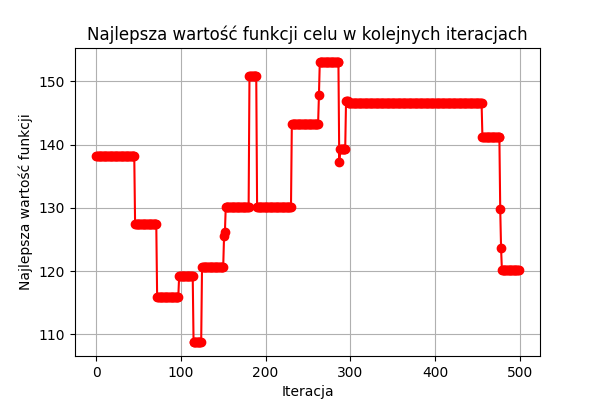 Najlepsza wartość funkcji celu w kolejnych iteracjach
Najlepsza wartość funkcji
150
140
130
120
110
0 100 200 300 400 500
Iteracja